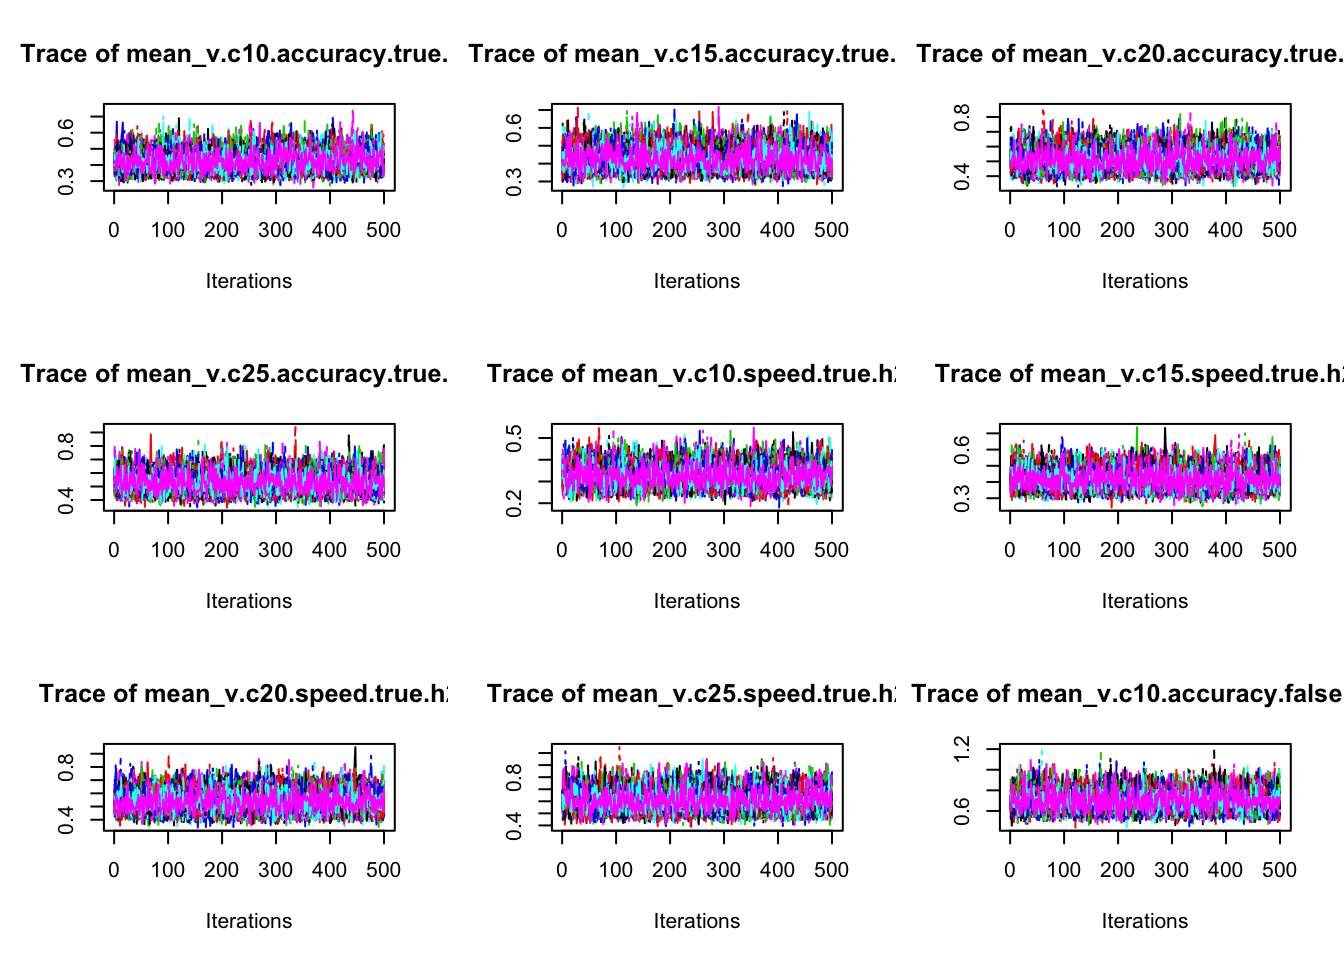 Trace of mean_v.c10.accuracy.true. Trace of mean_v.c15.accuracy.true. Trace of mean_v.c20.accuracy.true.
0.6 0.6 0.8
0.3 0.3 0.4
0 100 200 300 400 500 0 100 200 300 400 500 0 100 200 300 400 500
Iterations Iterations Iterations
Trace of mean_v.c25.accuracy.true. Trace of mean_v.c10.speed.true.h Trace of mean_v.c15.speed.true.h
0.8 0.5 0.6
0.4 0.2 0.3
0 100 200 300 400 500 0 100 200 300 400 500 0 100 200 300 400 500
Iterations Iterations Iterations
Trace of mean_v.c20.speed.true.h Trace of mean_v.c25.speed.true.h Trace of mean_v.c10.accuracy.false
0.8 0.8 1.2
0.4 0.4 0.6
0 100 200 300 400 500 0 100 200 300 400 500 0 100 200 300 400 500
Iterations Iterations Iterations